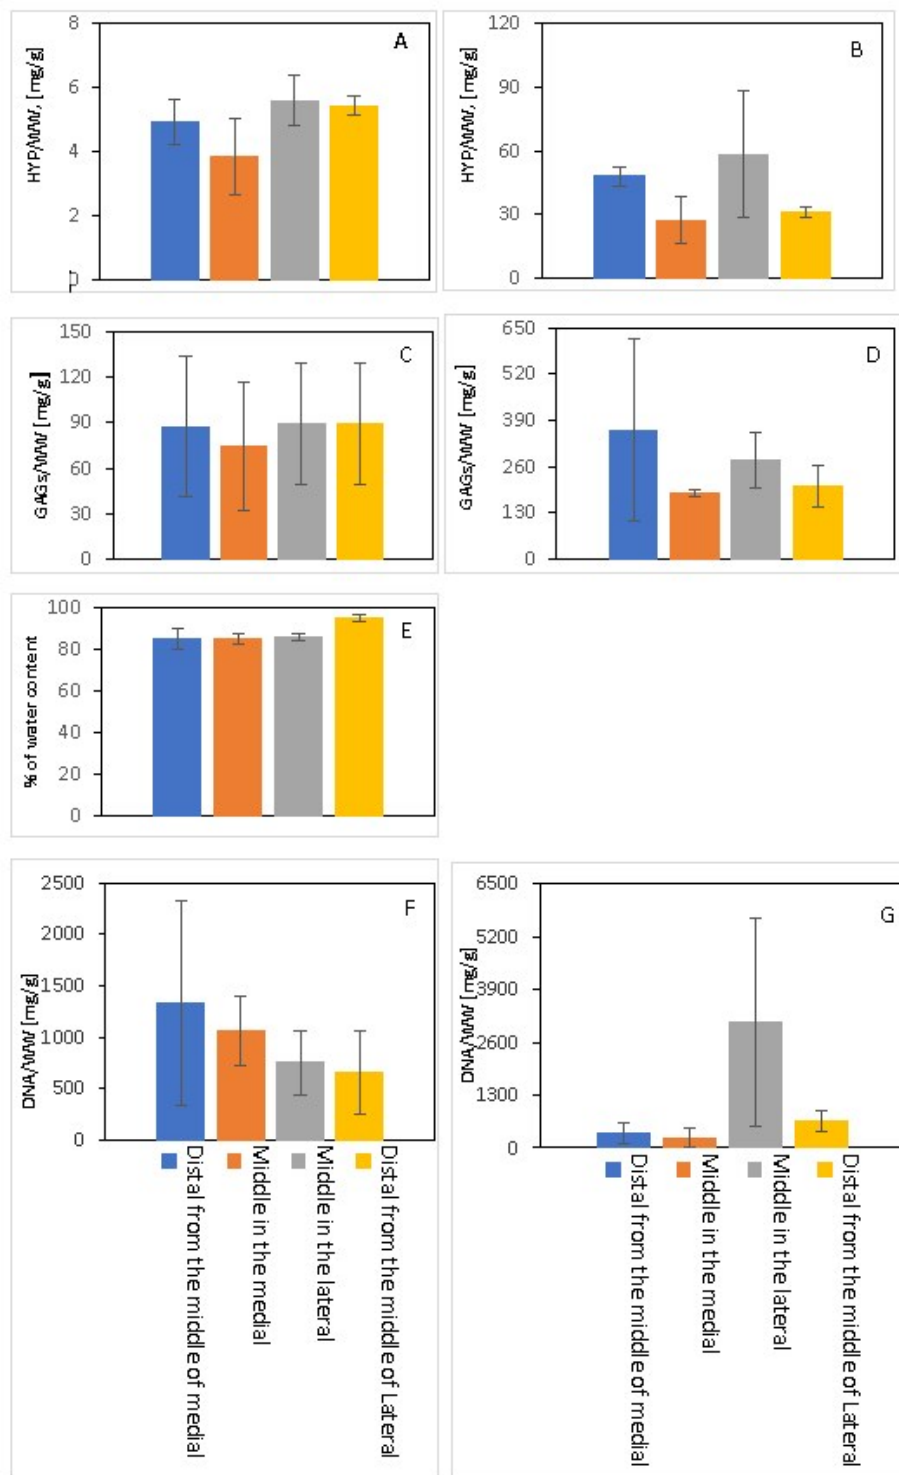 8
6
4
2
0
HYP/WW, [mg/g]
A
120
90
60
30
0
HYP/WW, [mg/g]
B
150
120
90
60
30
0
GAGs/WW [mg/g]
C
650
520
390
260
130
0
GAGs/WW [mg/g]
D
100
80
60
40
20
0
% of water content
E
2500
2000
1500
1000
500
0
DNA/WW [mg/g]
F
Distal from the middle of medial
Middle in the medial
Middle in the lateral
Distal from the middle of Lateral
6500
5200
3900
2600
1300
0
DNA/WW [mg/g]
G
Distal from the middle of medial
Middle in the medial
Middle in the lateral
Distal from the middle of Lateral